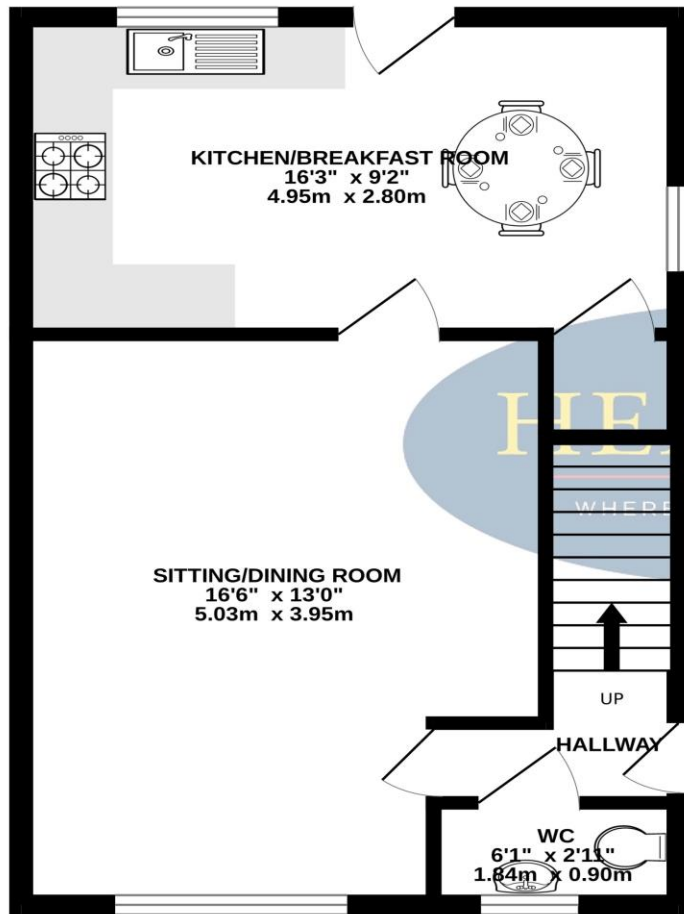 KITCHEN/BREAKFAST ROOM
16'3" x 9'2"
4.95m x 2.80m
WHERE
SITTING/DINING ROOM
16'6" x 13'0"
5.03m x 3.95m
UP
HALLWAY
WC
6'1" x 2'11"
1.84m x 0.90m